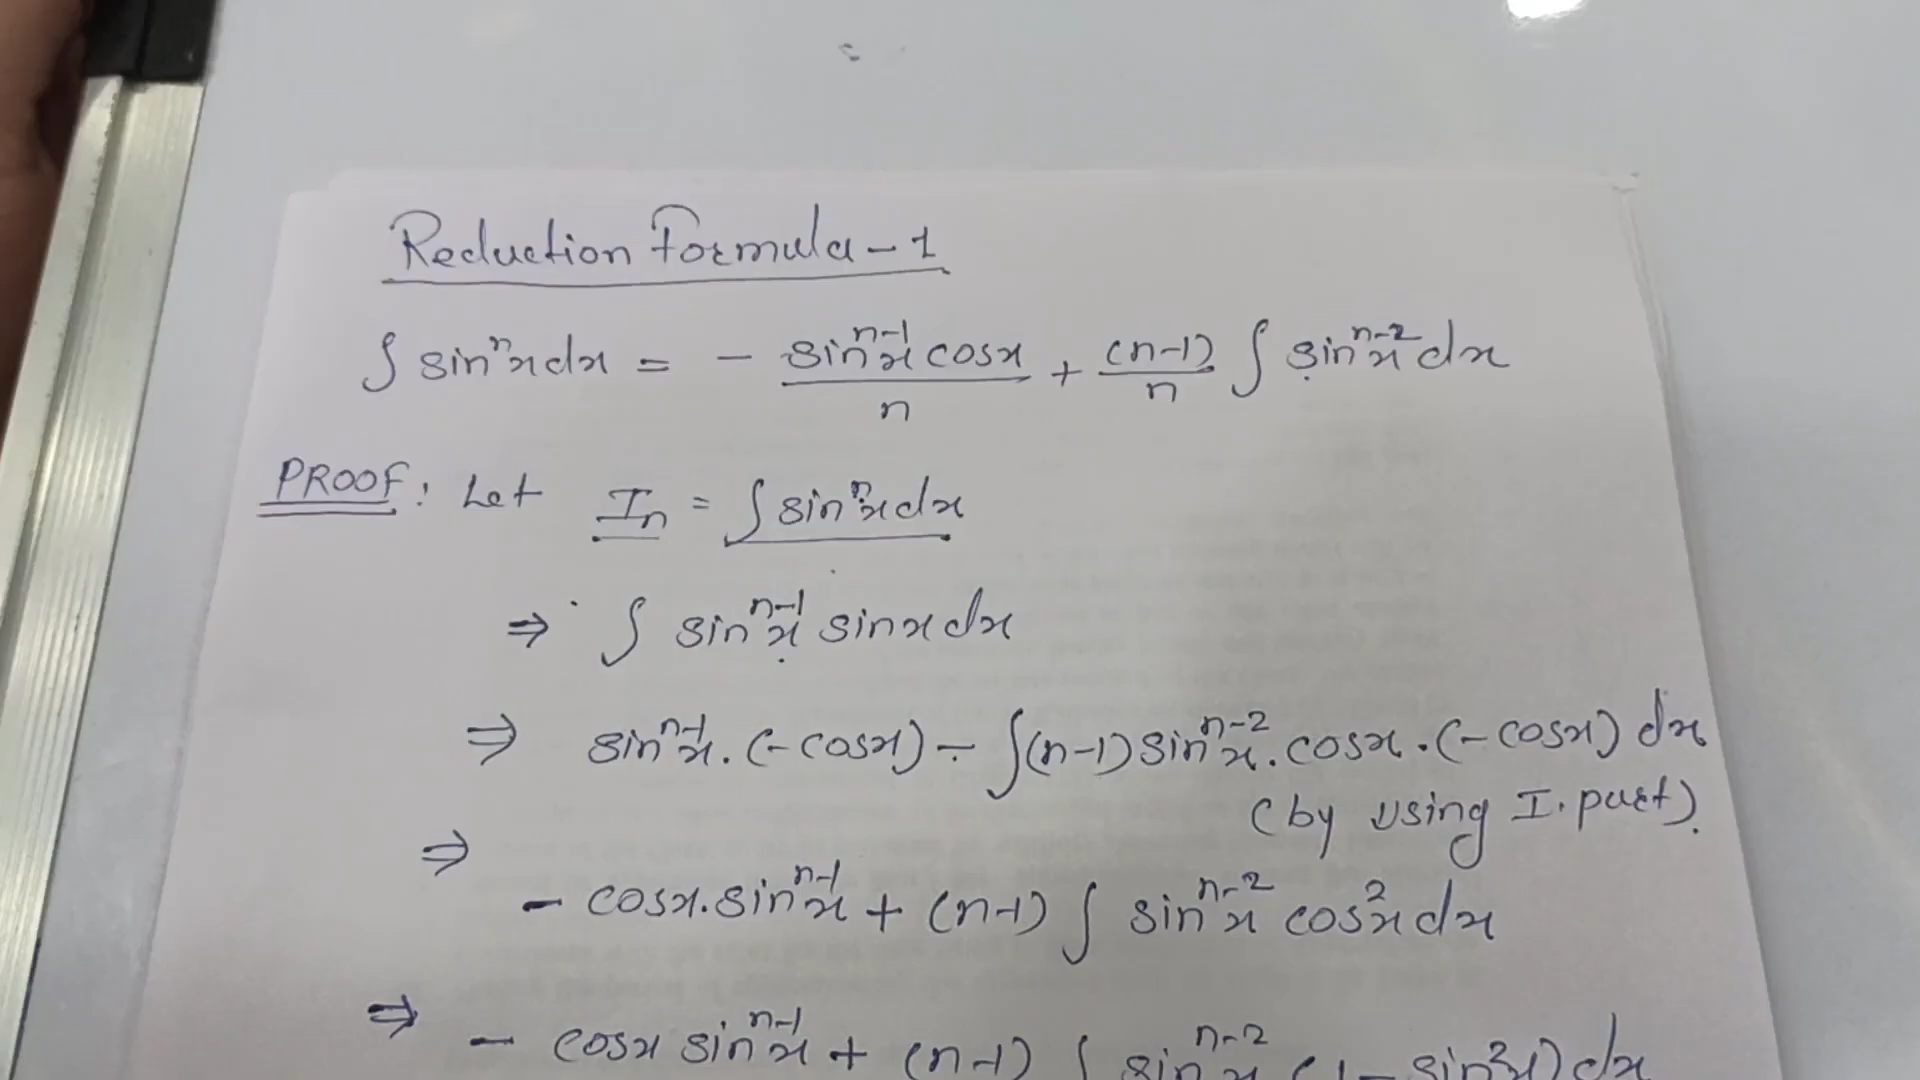 Reduction Formula - 1
∫ sinⁿx dx = - sinⁿ⁻¹x cosx / n + (n-1)/n ∫ sinⁿ⁻²x dx
PROOF: Let Iₙ = ∫ sinⁿx dx
⇒ ∫ sinⁿ⁻¹x sinx dx
⇒ sinⁿ⁻¹x . (- cosx) - ∫(n-1) sinⁿ⁻²x . cosx . (- cosx) dx
(by using I. part).
⇒ - cosx . sinⁿ⁻¹x + (n-1) ∫ sinⁿ⁻²x cos²x dx
⇒ - cosx sinⁿ⁻¹x + (n-1) ∫ sinⁿ⁻²x (1 - sin²x) dx